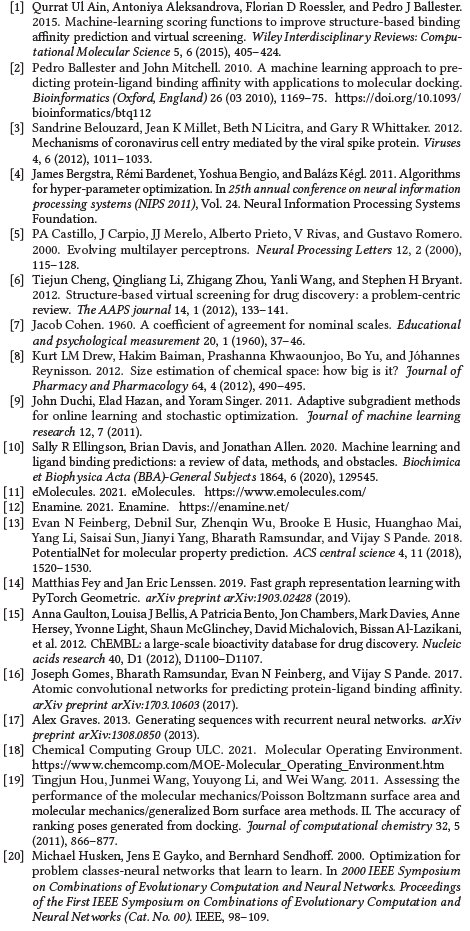 [1] Qurrat Ul Ain, Antoniya Aleksandrova, Florian D Roessler, and Pedro J Ballester.
2015. Machine-learning scoring functions to improve structure-based binding
affinity prediction and virtual screening. Wiley Interdisciplinary Reviews: Compu-
tational Molecular Science 5, 6 (2015), 405–424.
[2] Pedro Ballester and John Mitchell. 2010. A machine learning approach to pre-
dicting protein-ligand binding affinity with applications to molecular docking.
Bioinformatics (Oxford, England) 26 (03 2010), 1169–75. https://doi.org/10.1093/
bioinformatics/btq112
[3] Sandrine Belouzard, Jean K Millet, Beth N Licitra, and Gary R Whittaker. 2012.
Mechanisms of coronavirus cell entry mediated by the viral spike protein. Viruses
4, 6 (2012), 1011–1033.
[4] James Bergstra, Rémi Bardenet, Yoshua Bengio, and Balázs Kégl. 2011. Algorithms
for hyper-parameter optimization. In 25th annual conference on neural information
processing systems (NIPS 2011), Vol. 24. Neural Information Processing Systems
Foundation.
[5] PA Castillo, J Carpio, JJ Merelo, Alberto Prieto, V Rivas, and Gustavo Romero.
2000. Evolving multilayer perceptrons. Neural Processing Letters 12, 2 (2000),
115–128.
[6] Tiejun Cheng, Qingliang Li, Zhigang Zhou, Yanli Wang, and Stephen H Bryant.
2012. Structure-based virtual screening for drug discovery: a problem-centric
review. The AAPS journal 14, 1 (2012), 133–141.
[7] Jacob Cohen. 1960. A coefficient of agreement for nominal scales. Educational
and psychological measurement 20, 1 (1960), 37–46.
[8] Kurt LM Drew, Hakim Baiman, Prashanna Khwaounjoo, Bo Yu, and Jóhannes
Reynisson. 2012. Size estimation of chemical space: how big is it? Journal of
Pharmacy and Pharmacology 64, 4 (2012), 490–495.
[9] John Duchi, Elad Hazan, and Yoram Singer. 2011. Adaptive subgradient methods
for online learning and stochastic optimization. Journal of machine learning
research 12, 7 (2011).
[10] Sally R Ellingson, Brian Davis, and Jonathan Allen. 2020. Machine learning and
ligand binding predictions: a review of data, methods, and obstacles. Biochimica
et Biophysica Acta (BBA)-General Subjects 1864, 6 (2020), 129545.
[11] eMolecules. 2021. eMolecules. https://www.emolecules.com/
[12] Enamine. 2021. Enamine. https://enamine.net/
[13] Evan N Feinberg, Debnil Sur, Zhenqin Wu, Brooke E Husic, Huanghao Mai,
Yang Li, Saisai Sun, Jianyi Yang, Bharath Ramsundar, and Vijay S Pande. 2018.
PotentialNet for molecular property prediction. ACS central science 4, 11 (2018),
1520–1530.
[14] Matthias Fey and Jan Eric Lenssen. 2019. Fast graph representation learning with
PyTorch Geometric. arXiv preprint arXiv:1903.02428 (2019).
[15] Anna Gaulton, Louisa J Bellis, A Patricia Bento, Jon Chambers, Mark Davies, Anne
Hersey, Yvonne Light, Shaun McGlinchey, David Michalovich, Bissan Al-Lazikani,
et al. 2012. ChEMBL: a large-scale bioactivity database for drug discovery. Nucleic
acids research 40, D1 (2012), D1100–D1107.
[16] Joseph Gomes, Bharath Ramsundar, Evan N Feinberg, and Vijay S Pande. 2017.
Atomic convolutional networks for predicting protein-ligand binding affinity.
arXiv preprint arXiv:1703.10603 (2017).
[17] Alex Graves. 2013. Generating sequences with recurrent neural networks. arXiv
preprint arXiv:1308.0850 (2013).
[18] Chemical Computing Group ULC. 2021. Molecular Operating Environment.
https://www.chemcomp.com/MOE-Molecular_Operating_Environment.htm
[19] Tingjun Hou, Junmei Wang, Youyong Li, and Wei Wang. 2011. Assessing the
performance of the molecular mechanics/Poisson Boltzmann surface area and
molecular mechanics/generalized Born surface area methods. II. The accuracy of
ranking poses generated from docking. Journal of computational chemistry 32, 5
(2011), 866–877.
[20] Michael Husken, Jens E Gayko, and Bernhard Sendhoff. 2000. Optimization for
problem classes-neural networks that learn to learn. In 2000 IEEE Symposium
on Combinations of Evolutionary Computation and Neural Networks. Proceedings
of the First IEEE Symposium on Combinations of Evolutionary Computation and
Neural Networks (Cat. No. 00). IEEE, 98–109.